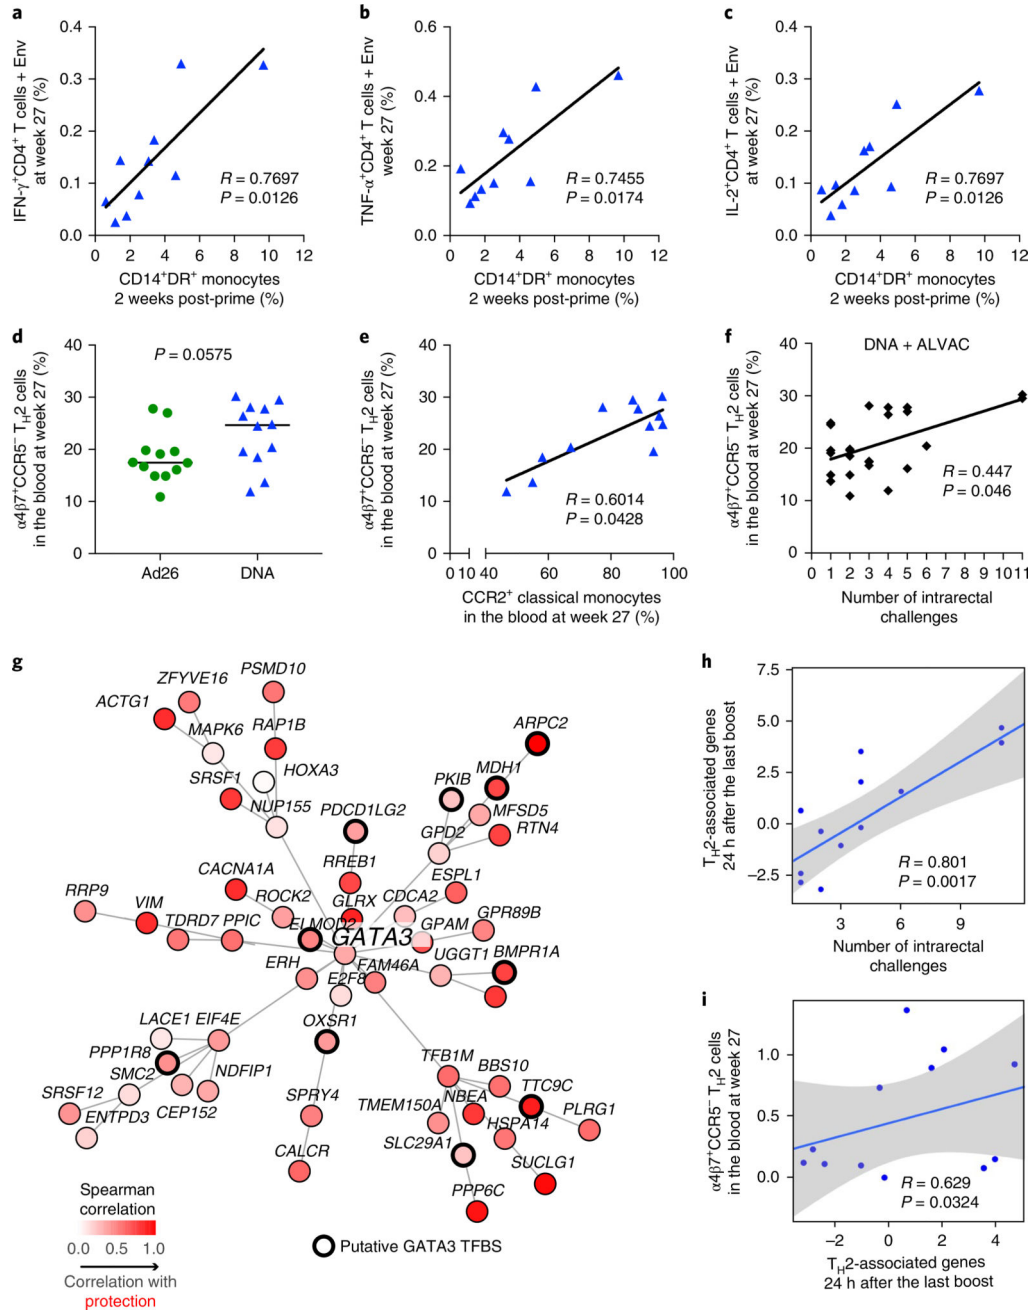 a
IFN-γ⁺CD4⁺ T cells + Env
at week 27 (%)
0.4
0.3
0.2
0.1
0.0
R = 0.7697
P = 0.0126
0 2 4 6 8 10 12
CD14⁺DR⁺ monocytes
2 weeks post-prime (%)
b
TNF-α⁺CD4⁺ T cells + Env
week 27 (%)
0.6
0.4
0.2
0.0
R = 0.7455
P = 0.0174
0 2 4 6 8 10 12
CD14⁺DR⁺ monocytes
2 weeks post-prime (%)
c
IL-2⁺CD4⁺ T cells + Env
at week 27 (%)
0.4
0.3
0.2
0.1
0.0
R = 0.7697
P = 0.0126
0 2 4 6 8 10 12
CD14⁺DR⁺ monocytes
2 weeks post-prime (%)
d
α4β7⁺CCR5⁻ T_H2 cells
in the blood at week 27 (%)
40
30
20
10
0
P = 0.0575
Ad26 DNA
e
α4β7⁺CCR5⁻ T_H2 cells
in the blood at week 27 (%)
40
30
20
10
0
R = 0.6014
P = 0.0428
0 10 40 60 80 100
CCR2⁺ classical monocytes
in the blood at week 27 (%)
f
DNA + ALVAC
α4β7⁺CCR5⁻ T_H2 cells
in the blood at week 27 (%)
40
30
20
10
0
R = 0.447
P = 0.046
1 2 3 4 5 6 7 8 9 10 11
Number of intrarectal
challenges
g
ZFYVE16
PSMD10
ACTG1
MAPK6
RAP1B
ARPC2
SRSF1
HOXA3
PKIB
MDH1
NUP155
PDCD1LG2
MFSD5
GPD2
RTN4
CACNA1A
RREB1
ESPL1
RRP9
VIM
ROCK2
GLRX
CDCA2
TDRD7
PPIC
ELMOD2
GATA3
GPAM
GPR89B
ERH
E2F8
FAM46A
UGGT1
BMPR1A
LACE1
EIF4E
OXSR1
PPP1R8
TFB1M
BBS10
SMC2
NDFIP1
SRSF12
ENTPD3
CEP152
SPRY4
TMEM150A
NBEA
TTC9C
PLRG1
SLC29A1
HSPA14
CALCR
SUCLG1
PPP6C
Spearman
correlation
0.0 0.5 1.0
Correlation with
protection
Putative GATA3 TFBS
h
T_H2-associated genes
24 h after the last boost
7.5
5.0
2.5
0.0
−2.5
R = 0.801
P = 0.0017
3 6 9
Number of intrarectal
challenges
i
α4β7⁺CCR5⁻ T_H2 cells
in the blood at week 27
1.0
0.5
0.0
R = 0.629
P = 0.0324
−2 0 2 4
T_H2-associated genes
24 h after the last boost